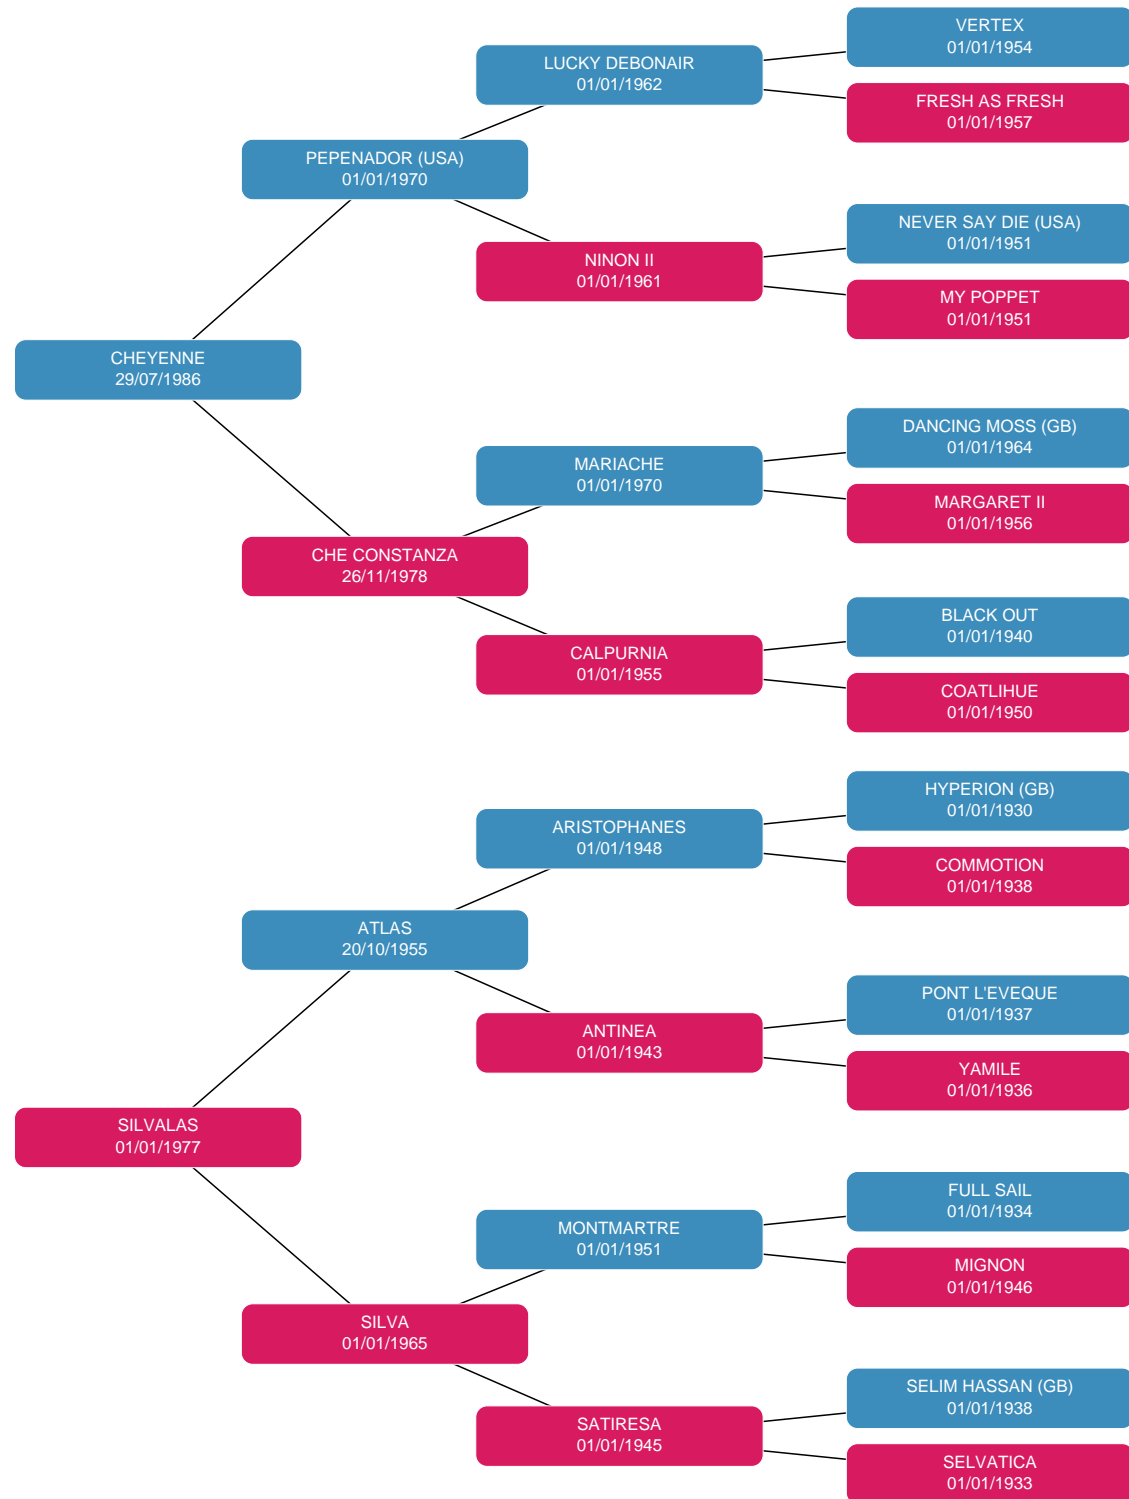 VERTEX
01/01/1954
LUCKY DEBONAIR
01/01/1962
FRESH AS FRESH
01/01/1957
PEPENADOR (USA)
01/01/1970
NEVER SAY DIE (USA)
01/01/1951
NINON II
01/01/1961
MY POPPET
01/01/1951
CHEYENNE
29/07/1986
DANCING MOSS (GB)
01/01/1964
MARIACHE
01/01/1970
MARGARET II
01/01/1956
CHE CONSTANZA
26/11/1978
BLACK OUT
01/01/1940
CALPURNIA
01/01/1955
COATLIHUE
01/01/1950
HYPERION (GB)
01/01/1930
ARISTOPHANES
01/01/1948
COMMOTION
01/01/1938
ATLAS
20/10/1955
PONT L'EVEQUE
01/01/1937
ANTINEA
01/01/1943
YAMILE
01/01/1936
SILVALAS
01/01/1977
FULL SAIL
01/01/1934
MONTMARTRE
01/01/1951
MIGNON
01/01/1946
SILVA
01/01/1965
SELIM HASSAN (GB)
01/01/1938
SATIRESA
01/01/1945
SELVATICA
01/01/1933